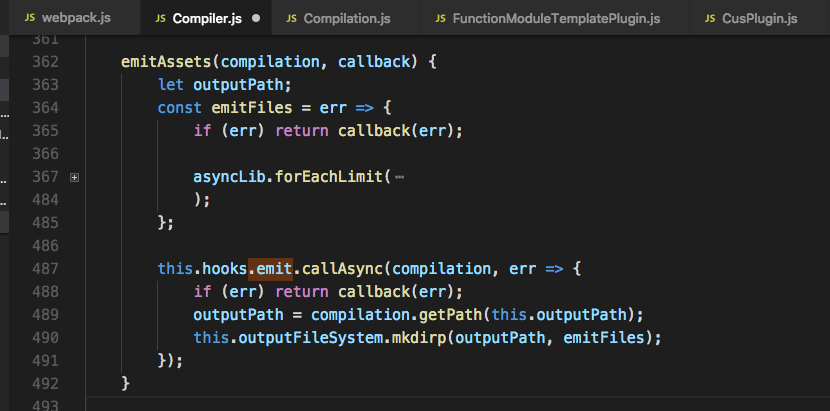 JS webpack.js JS Compiler.js ● JS Compilation.js JS FunctionModuleTemplatePlugin.js JS CusPlugin.js
361
362 emitAssets(compilation, callback) {
363 let outputPath;
364 const emitFiles = err => {
365 if (err) return callback(err);
366
367 asyncLib.forEachLimit(⋯
484 );
485 };
486
487 this.hooks.emit.callAsync(compilation, err => {
488 if (err) return callback(err);
489 outputPath = compilation.getPath(this.outputPath);
490 this.outputFileSystem.mkdirp(outputPath, emitFiles);
491 });
492 }
493